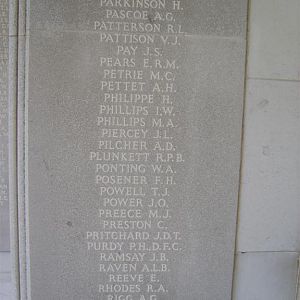 PARKINSON H.
PASCOE A.G.
PATTERSON R.I.
PATTISON V.J.
PAY J.S.
PEARS E.R.M.
PETRIE M.C.
PETTET A.H.
PHILIPPE H.
PHILLIPS I.W.
PHILLIPS M.A.
PIERCEY J.L.
PILCHER A.D.
PLUNKETT R.P.B.
PONTING W.A.
POSENER F.H.
POWELL T.J.
POWER J.O.
PREECE M.J.
PRESTON C.
PRITCHARD J.D.T.
PURDY P.H., D.F.C.
RAMSAY J.B.
RAVEN A.L.B.
REEVE E.
RHODES R.A.
RIGG A.G.